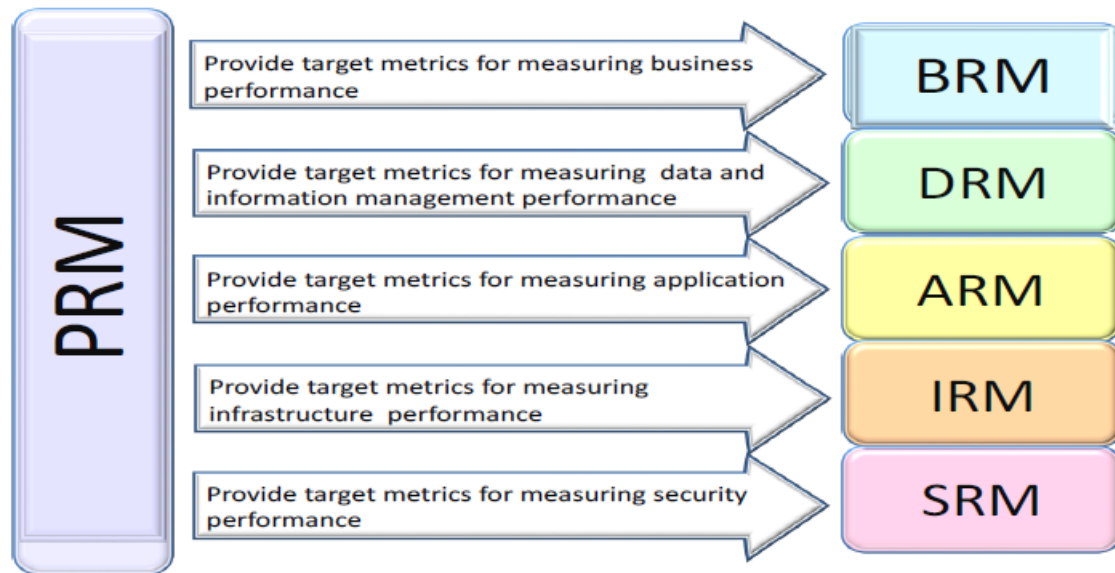 PRM
Provide target metrics for measuring business
performance
BRM
Provide target metrics for measuring data and
information management performance
DRM
Provide target metrics for measuring application
performance
ARM
Provide target metrics for measuring
infrastructure performance
IRM
Provide target metrics for measuring security
performance
SRM